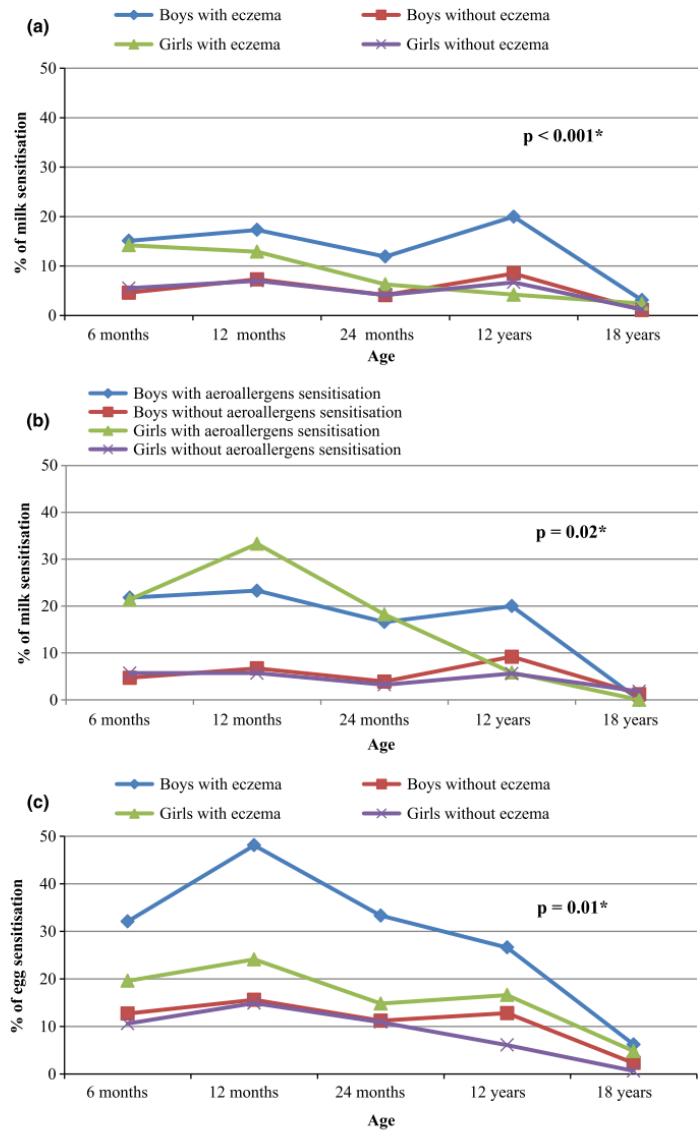 (a)
Boys with eczema Boys without eczema
Girls with eczema Girls without eczema
50
40
30
20
10
0
% of milk sensitisation
p < 0.001*
6 months 12 months 24 months 12 years 18 years
Age
(b)
Boys with aeroallergens sensitisation
Boys without aeroallergens sensitisation
Girls with aeroallergens sensitisation
Girls without aeroallergens sensitisation
50
40
30
20
10
0
% of milk sensitisation
p = 0.02*
6 months 12 months 24 months 12 years 18 years
Age
(c)
Boys with eczema Boys without eczema
Girls with eczema Girls without eczema
50
40
30
20
10
0
% of egg sensitisation
p = 0.01*
6 months 12 months 24 months 12 years 18 years
Age